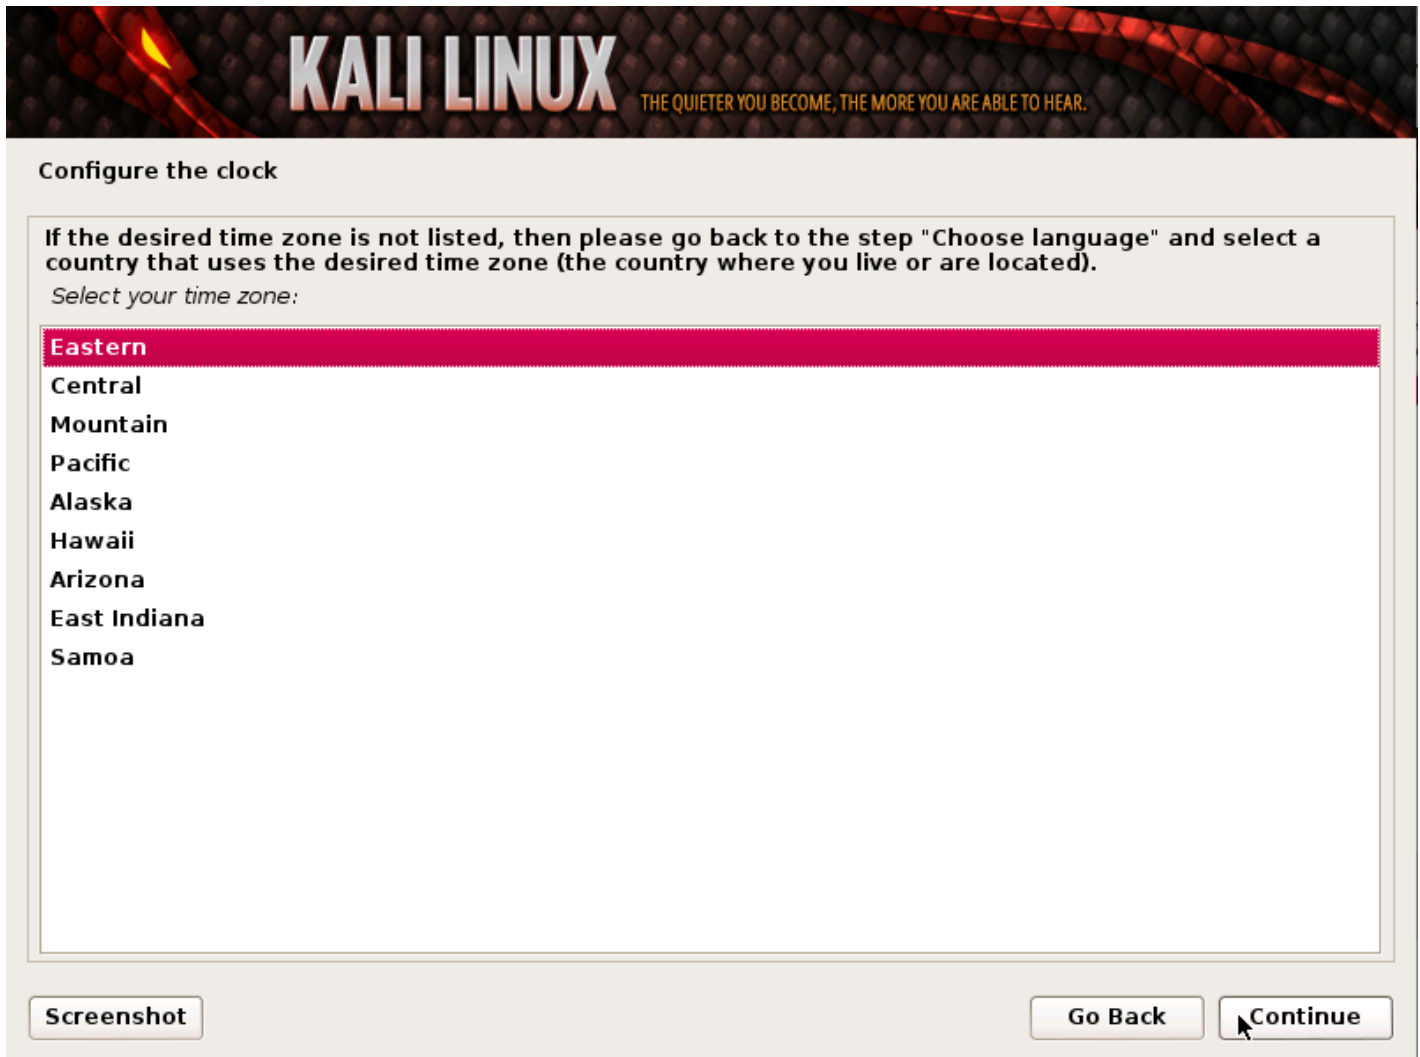 KALI LINUX
THE QUIETER YOU BECOME, THE MORE YOU ARE ABLE TO HEAR.
Configure the clock
If the desired time zone is not listed, then please go back to the step "Choose language" and select a
country that uses the desired time zone (the country where you live or are located).
Select your time zone:
Eastern
Central
Mountain
Pacific
Alaska
Hawaii
Arizona
East Indiana
Samoa
Screenshot
Go Back
Continue